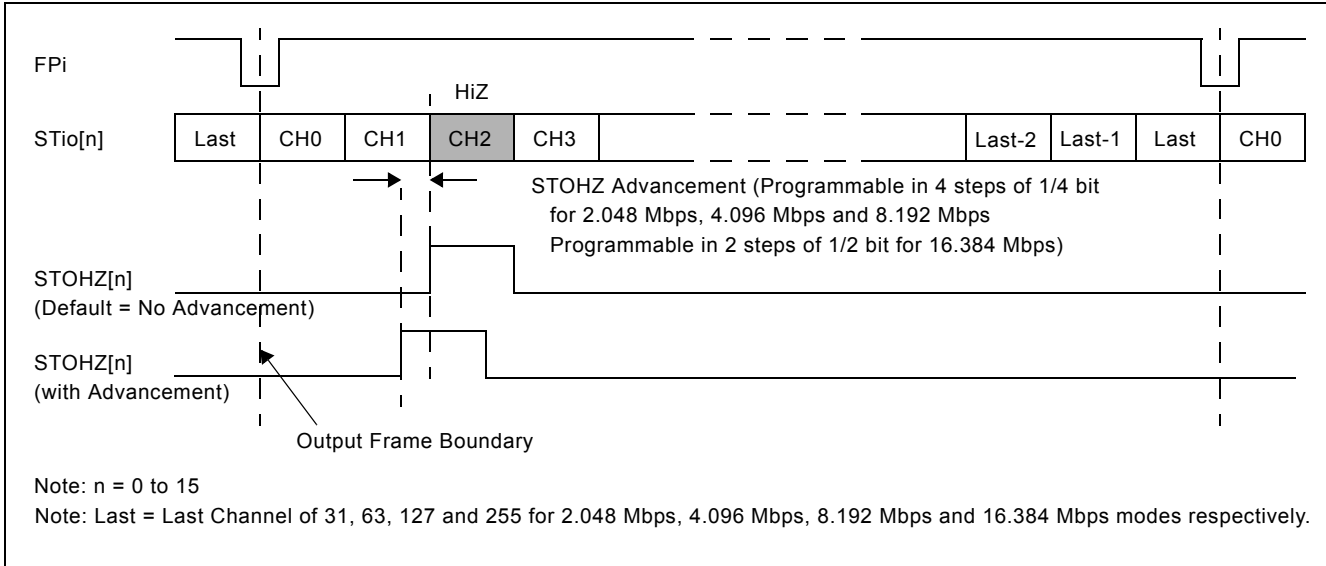 FPi
HiZ
STio[n] Last CH0 CH1 CH2 CH3 Last-2 Last-1 Last CH0
STOHZ Advancement (Programmable in 4 steps of 1/4 bit
for 2.048 Mbps, 4.096 Mbps and 8.192 Mbps
Programmable in 2 steps of 1/2 bit for 16.384 Mbps)
STOHZ[n]
(Default = No Advancement)
STOHZ[n]
(with Advancement)
Output Frame Boundary
Note: n = 0 to 15
Note: Last = Last Channel of 31, 63, 127 and 255 for 2.048 Mbps, 4.096 Mbps, 8.192 Mbps and 16.384 Mbps modes respectively.